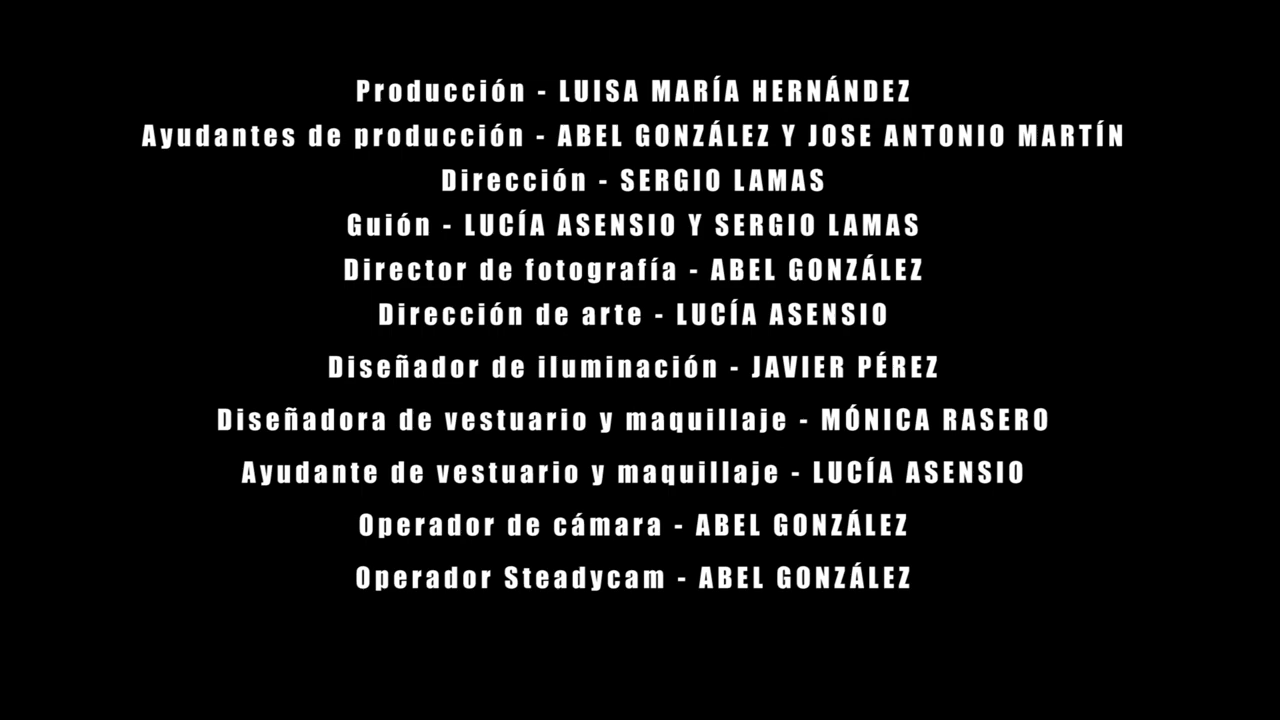 Producción - LUISA MARÍA HERNÁNDEZ
Ayudantes de producción - ABEL GONZÁLEZ Y JOSE ANTONIO MARTÍN
Dirección - SERGIO LAMAS
Guión - LUCÍA ASENSIO Y SERGIO LAMAS
Director de fotografía - ABEL GONZÁLEZ
Dirección de arte - LUCÍA ASENSIO
Diseñador de iluminación - JAVIER PÉREZ
Diseñadora de vestuario y maquillaje - MÓNICA RASERO
Ayudante de vestuario y maquillaje - LUCÍA ASENSIO
Operador de cámara - ABEL GONZÁLEZ
Operador Steadycam - ABEL GONZÁLEZ